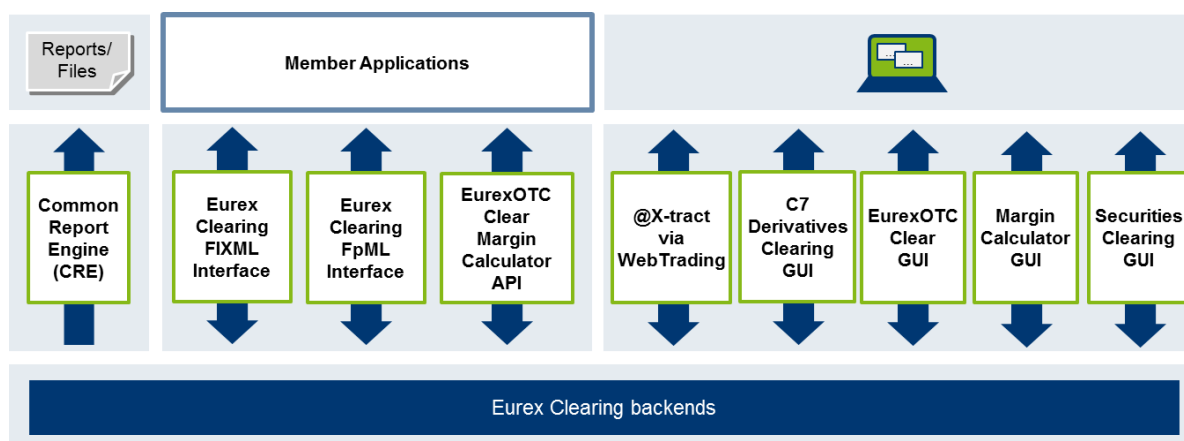 Reports/
Files
Member Applications
...
...
Common
Report
Engine
(CRE)
Eurex
Clearing
FIXML
Interface
Eurex
Clearing
FpML
Interface
EurexOTC
Clear
Margin
Calculator
API
@X-tract
via
WebTrading
C7
Derivatives
Clearing
GUI
EurexOTC
Clear
GUI
Margin
Calculator
GUI
Securities
Clearing
GUI
Eurex Clearing backends